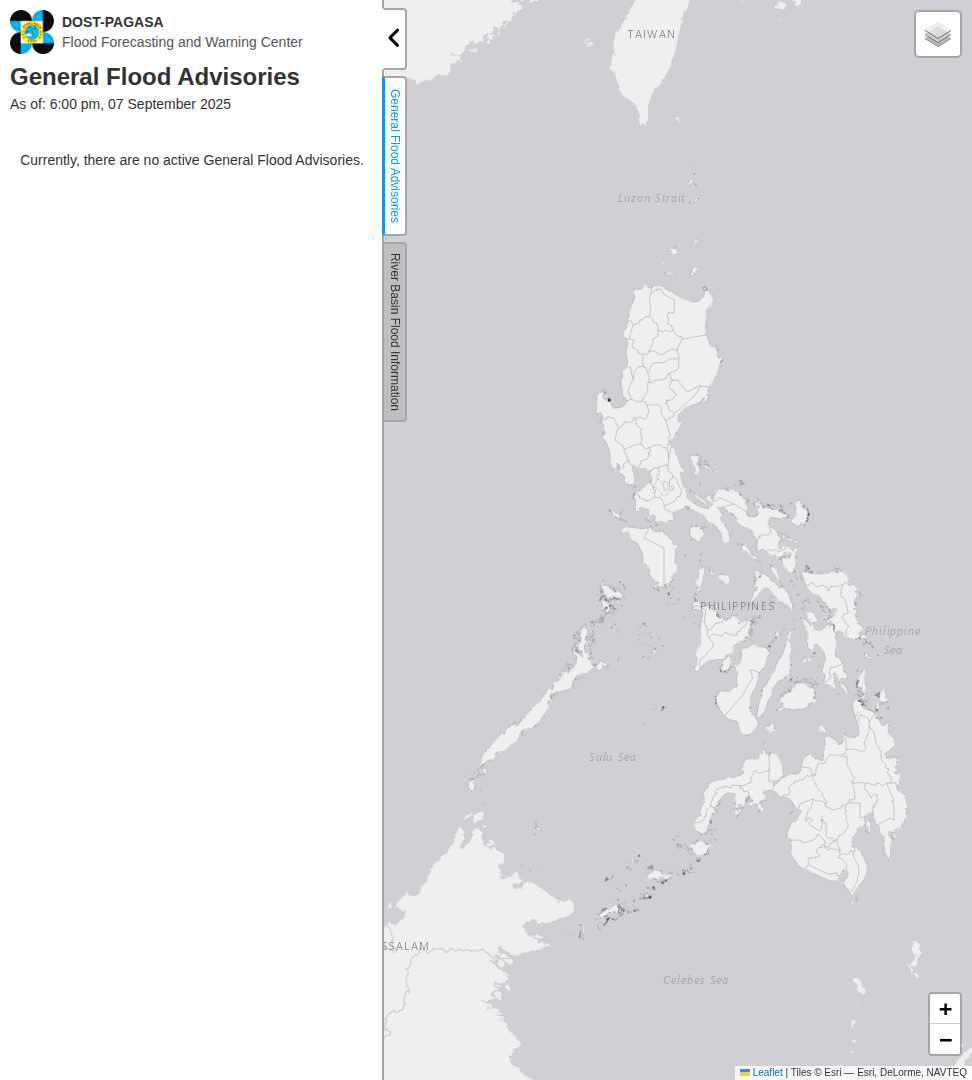 DOST-PAGASA
Flood Forecasting and Warning Center
General Flood Advisories
As of: 6:00 pm, 07 September 2025
Currently, there are no active General Flood Advisories.
General Flood Advisories
River Basin Flood Information
TAIWAN
Luzon Strait
PHILIPPINES
Philippine
Sea
Sulu Sea
SSALAM
Celebes Sea
+
−
Leaflet | Tiles © Esri — Esri, DeLorme, NAVTEQ